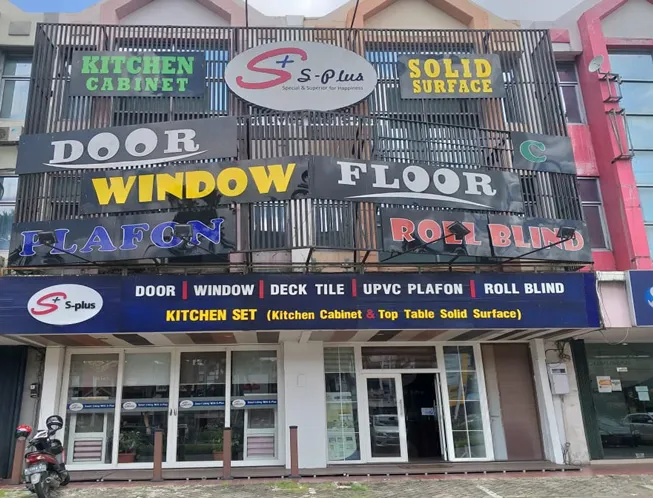 KITCHEN
CABINET
S-Plus
Special & Superior for Happiness
SOLID
SURFACE
DOOR
C
WINDOW
FLOOR
PLAFON
ROLL BLIND
S-plus
DOOR | WINDOW | DECK TILE | UPVC PLAFON | ROLL BLIND
KITCHEN SET (Kitchen Cabinet & Top Table Solid Surface)